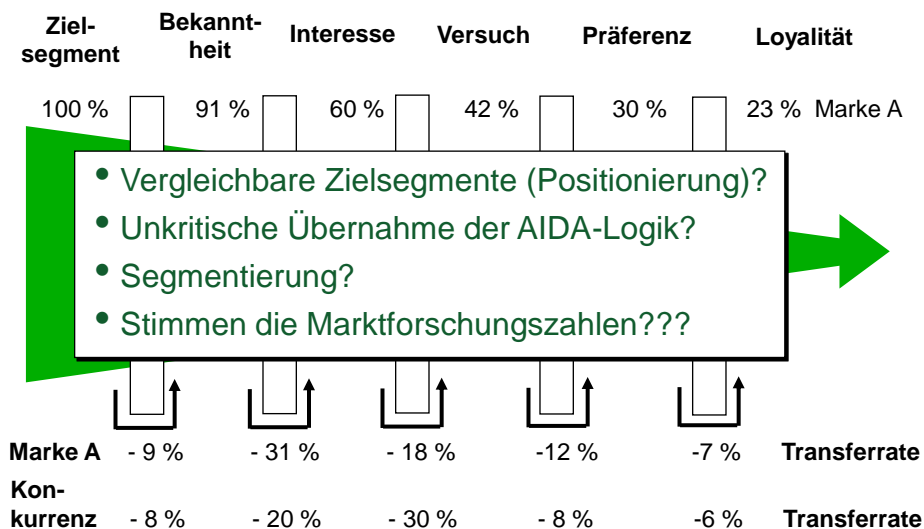 Ziel-
segment
Bekannt-
heit
Interesse
Versuch
Präferenz
Loyalität
100 %
91 %
60 %
42 %
30 %
23 % Marke A
• Vergleichbare Zielsegmente (Positionierung)?
• Unkritische Übernahme der AIDA-Logik?
• Segmentierung?
• Stimmen die Marktforschungszahlen???
Marke A - 9 % - 31 % - 18 % -12 % -7 % Transferrate
Kon-
kurrenz - 8 % - 20 % - 30 % - 8 % -6 % Transferrate